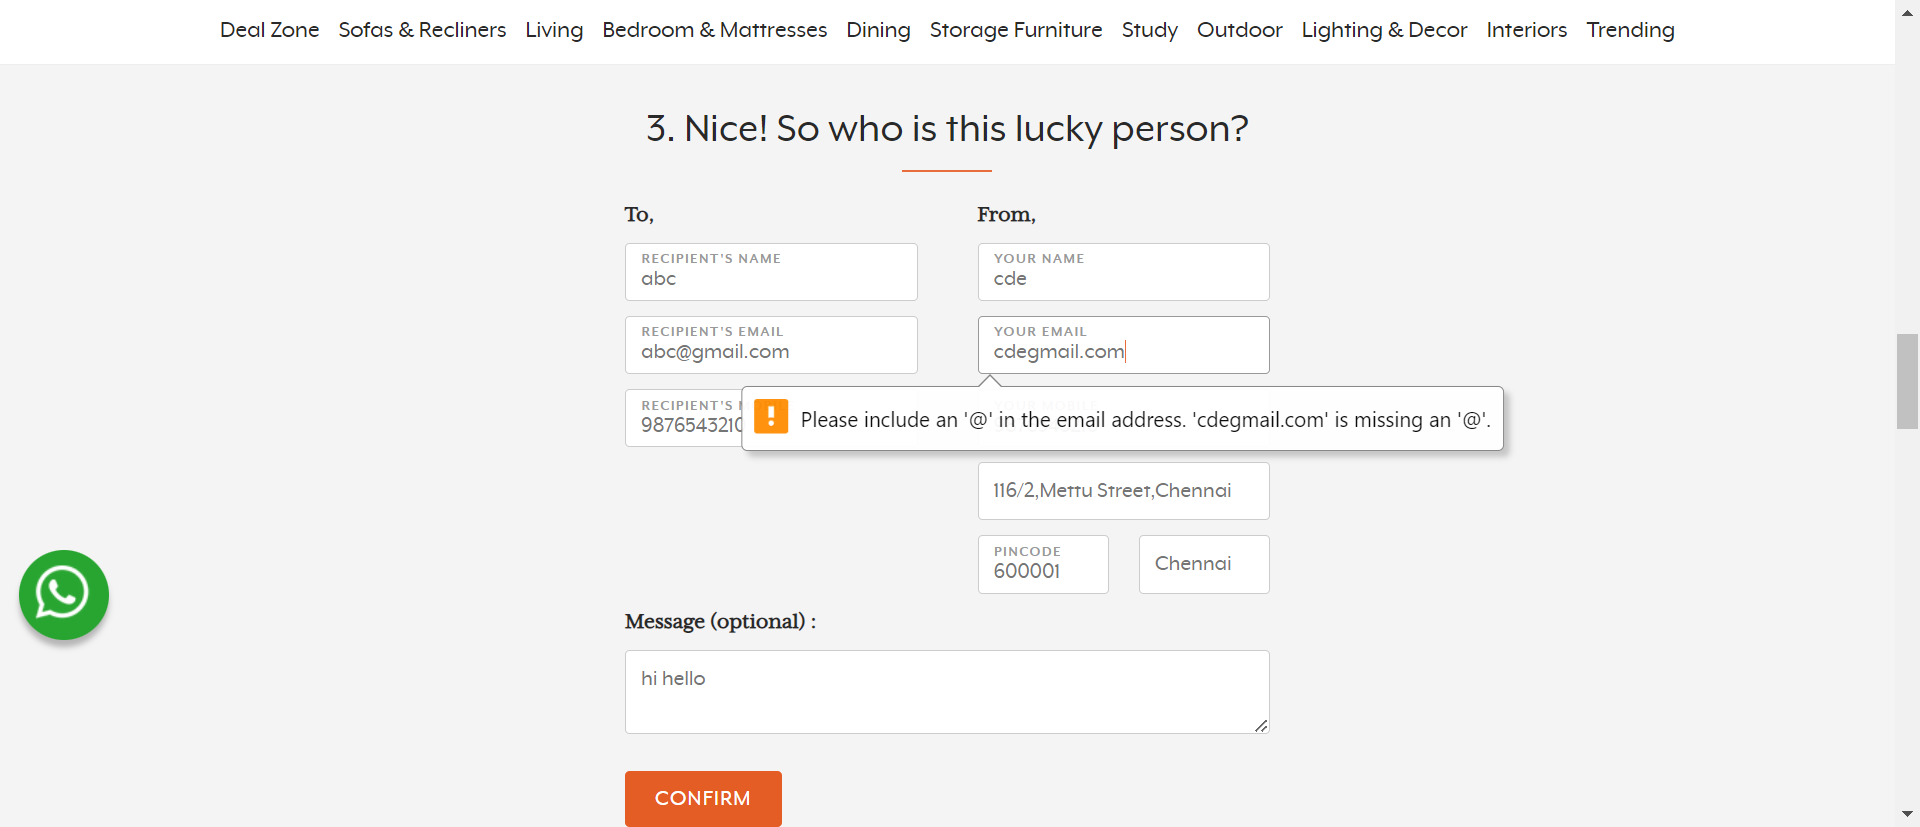 Deal Zone Sofas & Recliners Living Bedroom & Mattresses Dining Storage Furniture Study Outdoor Lighting & Decor Interiors Trending
3. Nice! So who is this lucky person?
To,
RECIPIENT'S NAME
abc
RECIPIENT'S EMAIL
abc@gmail.com
RECIPIENT'S
9876543210
From,
YOUR NAME
cde
YOUR EMAIL
cdegmail.com
Please include an '@' in the email address. 'cdegmail.com' is missing an '@'.
116/2,Mettu Street,Chennai
PINCODE
600001
Chennai
Message (optional) :
hi hello
CONFIRM